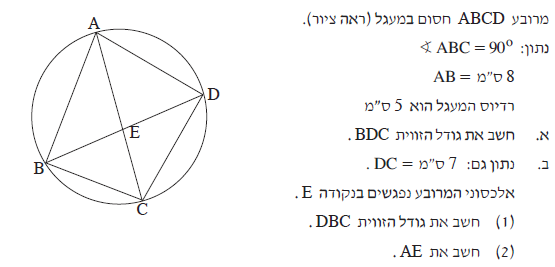 מרובע ABCD חסום במעגל (ראה ציור).
נתון: ∢ ABC = 90⁰
8 ס"מ = AB
רדיוס המעגל הוא 5 ס"מ
א. חשב את גודל הזווית BDC .
ב. נתון גם: 7 ס"מ = DC .
אלכסוני המרובע נפגשים בנקודה E .
(1) חשב את גודל הזווית DBC .
(2) חשב את AE .
A
D
E
B
C